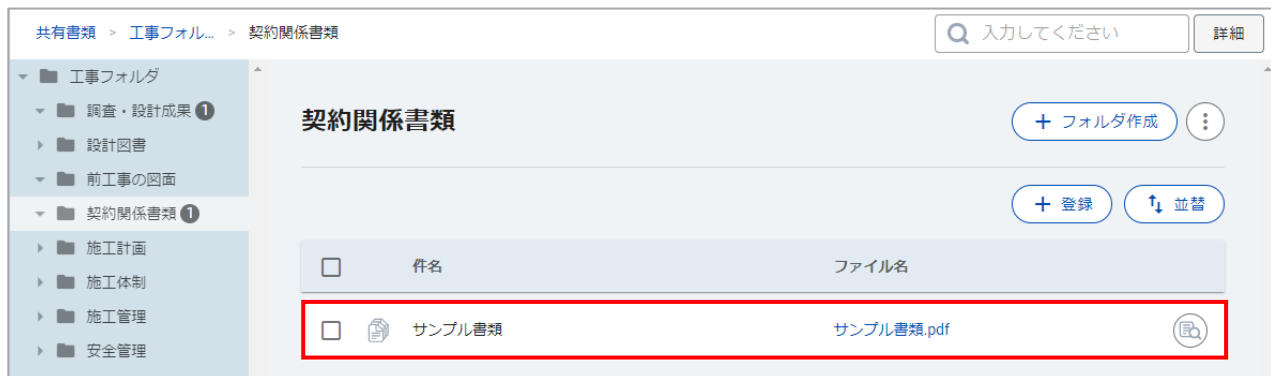 共有書類 > 工事フォル... > 契約関係書類
入力してください
詳細
工事フォルダ
調査・設計成果 1
設計図書
前工事の図面
契約関係書類 1
施工計画
施工体制
施工管理
安全管理
契約関係書類
+ フォルダ作成
+ 登録
並替
件名
ファイル名
サンプル書類
サンプル書類.pdf